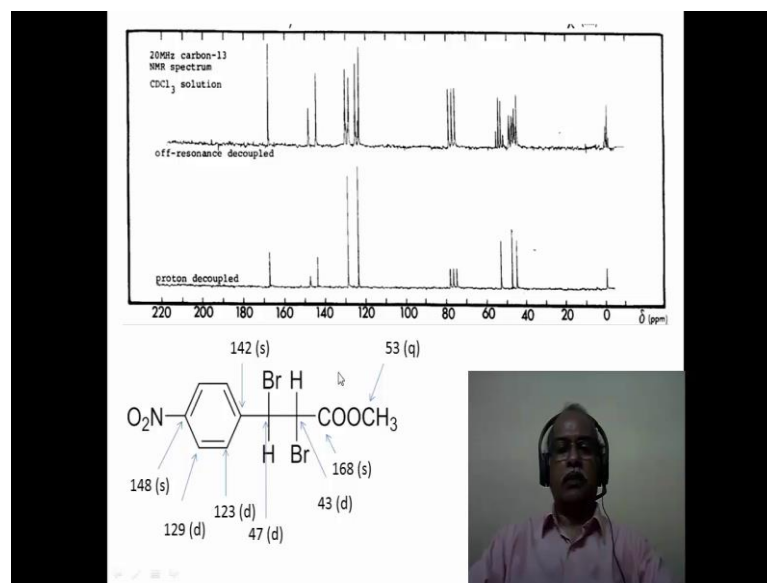 20MHz carbon-13
NMR spectrum
CDCl3 solution
off-resonance decoupled
proton decoupled
220 200 180 160 140 120 100 80 60 40 20 0 δ (ppm)
142 (s) 53 (q)
Br H
O2N COOCH3
H Br
168 (s)
148 (s)
43 (d)
123 (d)
129 (d)
47 (d)